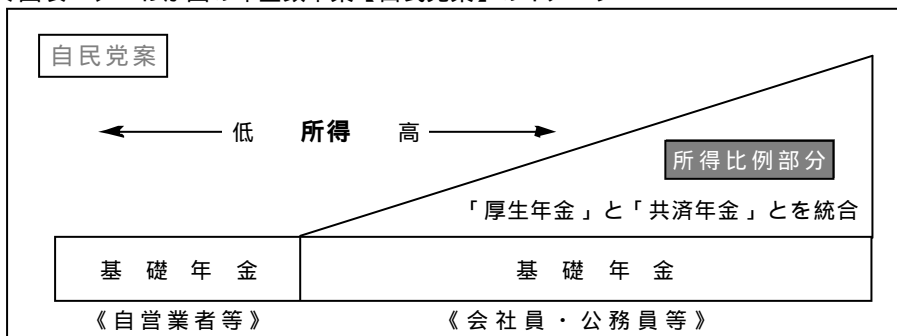 自民党案
低 所得 高
所得比例部分
「厚生年金」と「共済年金」とを統合
基礎年金 基礎年金
《自営業者等》 《会社員・公務員等》